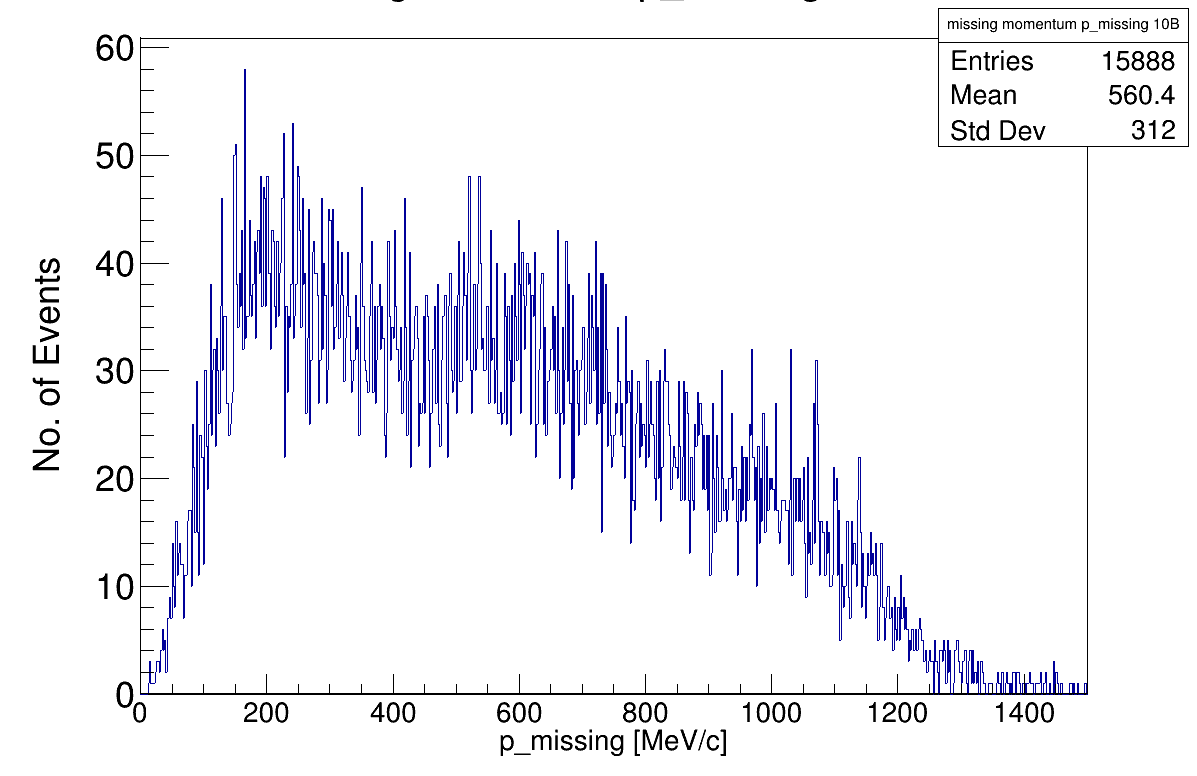 missing momentum p_missing 10B
Entries 15888
Mean 560.4
Std Dev 312
60
50
40
30
20
10
0
No. of Events
0 200 400 600 800 1000 1200 1400
p_missing [MeV/c]